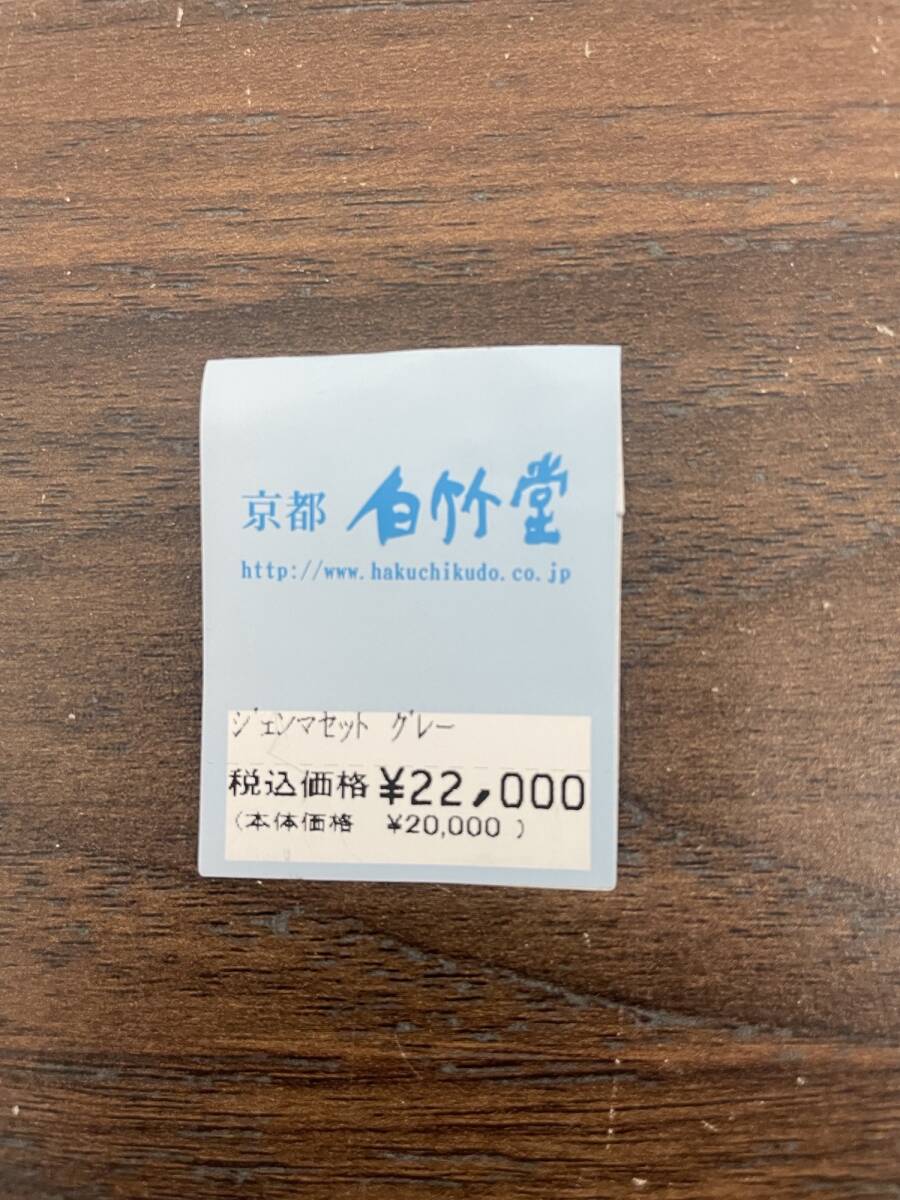 京都 白竹堂
http://www.hakuchikudo.co.jp
ジェンマセット グレー
税込価格 ¥22,000
(本体価格 ¥20,000 )